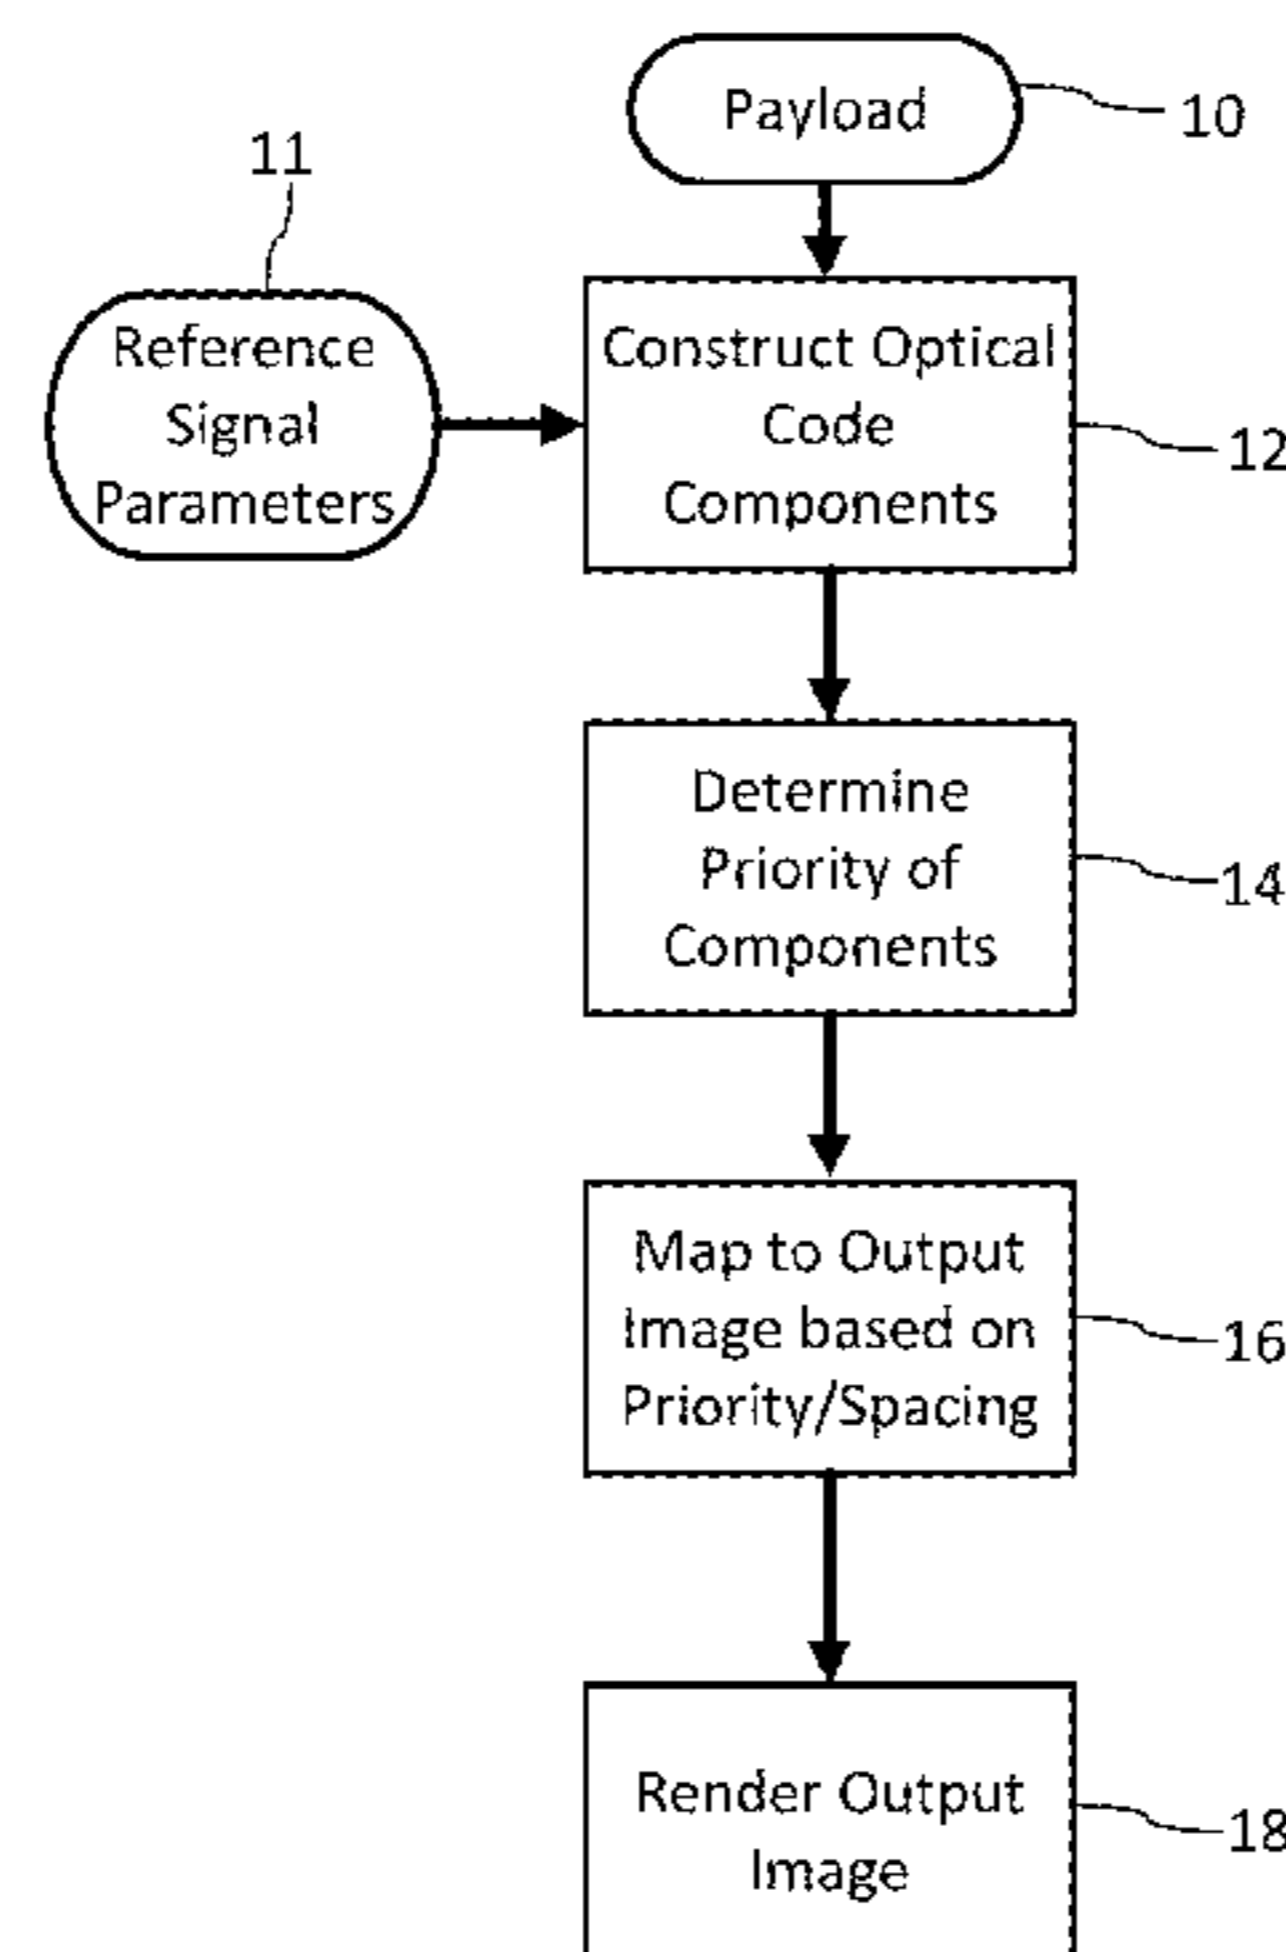 Payload
10
11
Reference
Signal
Parameters
Construct Optical
Code
Components
12
Determine
Priority of
Components
14
Map to Output
Image based on
Priority/Spacing
16
Render Output
Image
18